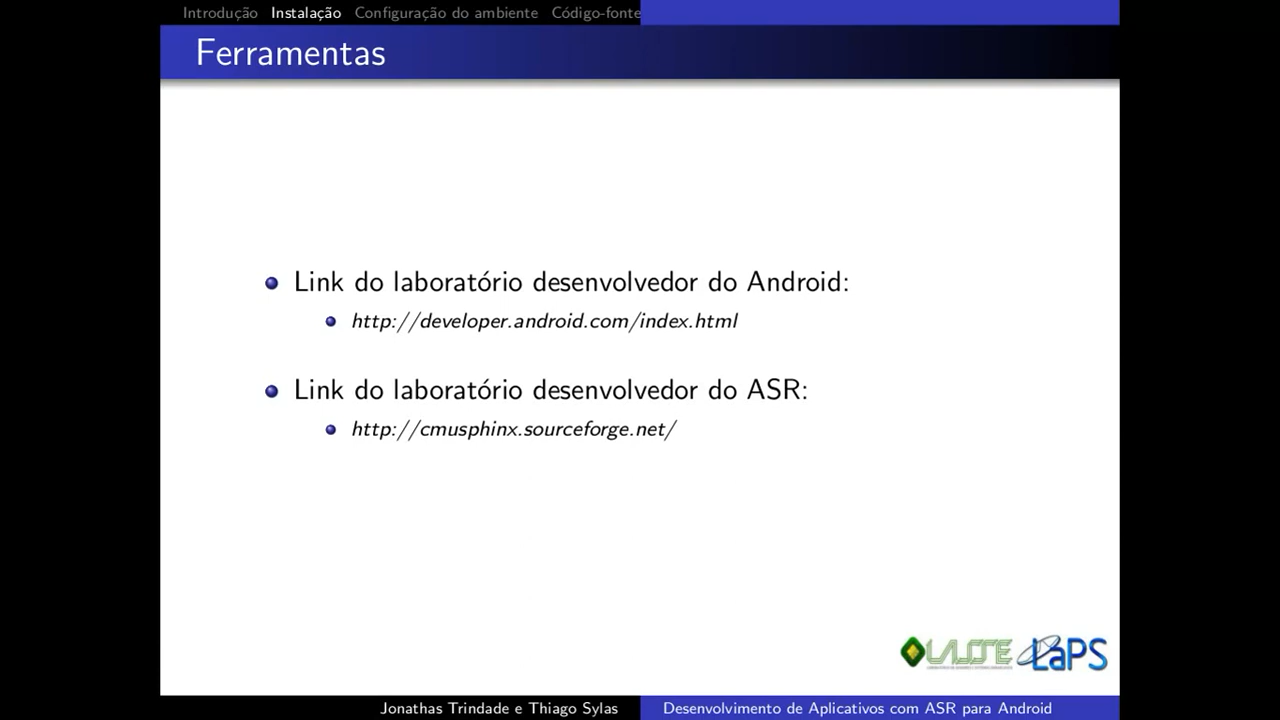 Introdução Instalação Configuração do ambiente Código-fonte
Ferramentas
Link do laboratório desenvolvedor do Android:
http://developer.android.com/index.html
Link do laboratório desenvolvedor do ASR:
http://cmusphinx.sourceforge.net/
LASSE LaPS
Jonathas Trindade e Thiago Sylas Desenvolvimento de Aplicativos com ASR para Android